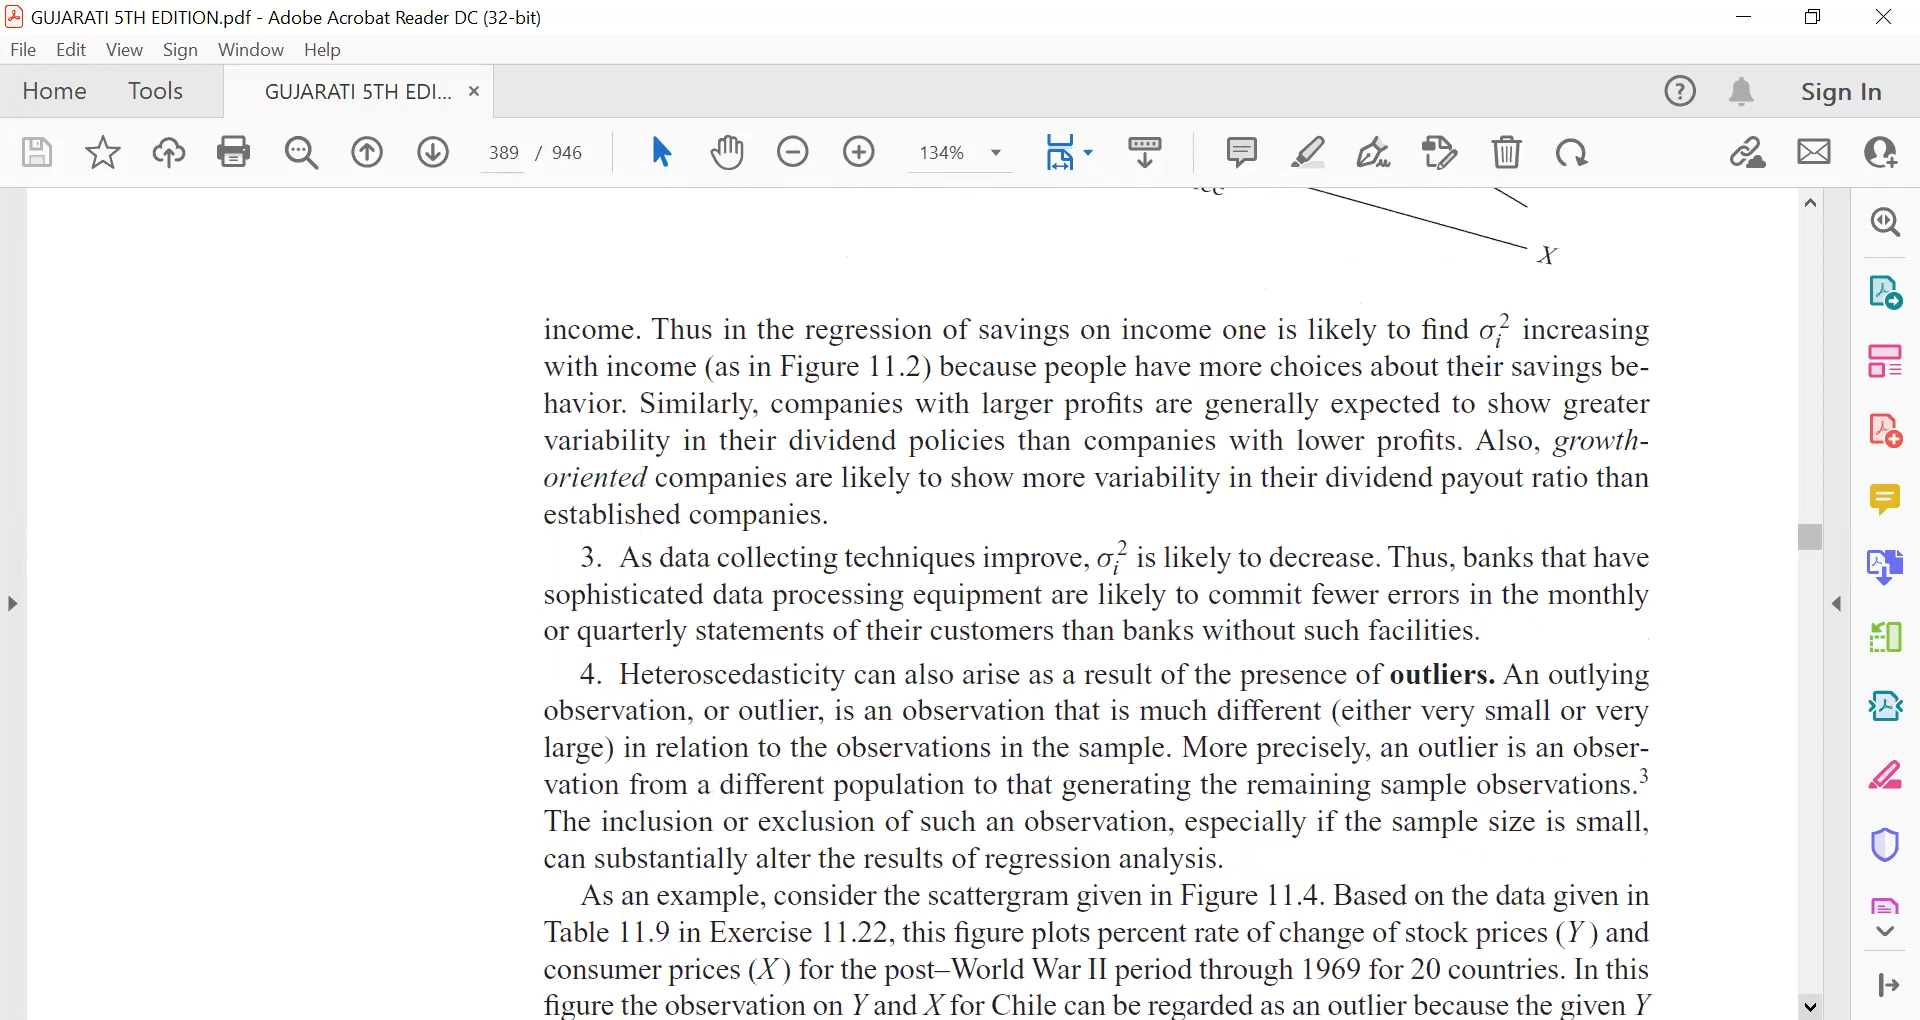 GUJARATI 5TH EDITION.pdf - Adobe Acrobat Reader DC (32-bit)
File Edit View Sign Window Help
Home Tools GUJARATI 5TH EDI... × Sign In
389 / 946 134%
X
income. Thus in the regression of savings on income one is likely to find σᵢ² increasing
with income (as in Figure 11.2) because people have more choices about their savings be-
havior. Similarly, companies with larger profits are generally expected to show greater
variability in their dividend policies than companies with lower profits. Also, growth-
oriented companies are likely to show more variability in their dividend payout ratio than
established companies.
3. As data collecting techniques improve, σᵢ² is likely to decrease. Thus, banks that have
sophisticated data processing equipment are likely to commit fewer errors in the monthly
or quarterly statements of their customers than banks without such facilities.
4. Heteroscedasticity can also arise as a result of the presence of outliers. An outlying
observation, or outlier, is an observation that is much different (either very small or very
large) in relation to the observations in the sample. More precisely, an outlier is an obser-
vation from a different population to that generating the remaining sample observations.³
The inclusion or exclusion of such an observation, especially if the sample size is small,
can substantially alter the results of regression analysis.
As an example, consider the scattergram given in Figure 11.4. Based on the data given in
Table 11.9 in Exercise 11.22, this figure plots percent rate of change of stock prices (Y) and
consumer prices (X) for the post–World War II period through 1969 for 20 countries. In this
figure the observation on Y and X for Chile can be regarded as an outlier because the given Y